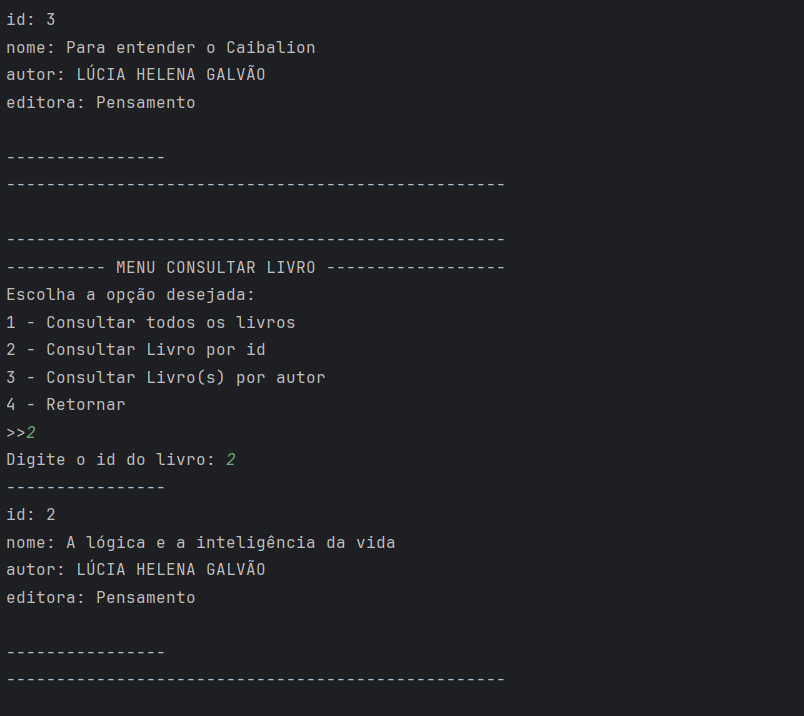 id: 3
nome: Para entender o Caibalion
autor: LÚCIA HELENA GALVÃO
editora: Pensamento
----------------
--------------------------------------------------
--------------------------------------------------
---------- MENU CONSULTAR LIVRO ------------------
Escolha a opção desejada:
1 - Consultar todos os livros
2 - Consultar Livro por id
3 - Consultar Livro(s) por autor
4 - Retornar
>>2
Digite o id do livro: 2
----------------
id: 2
nome: A lógica e a inteligência da vida
autor: LÚCIA HELENA GALVÃO
editora: Pensamento
----------------
--------------------------------------------------